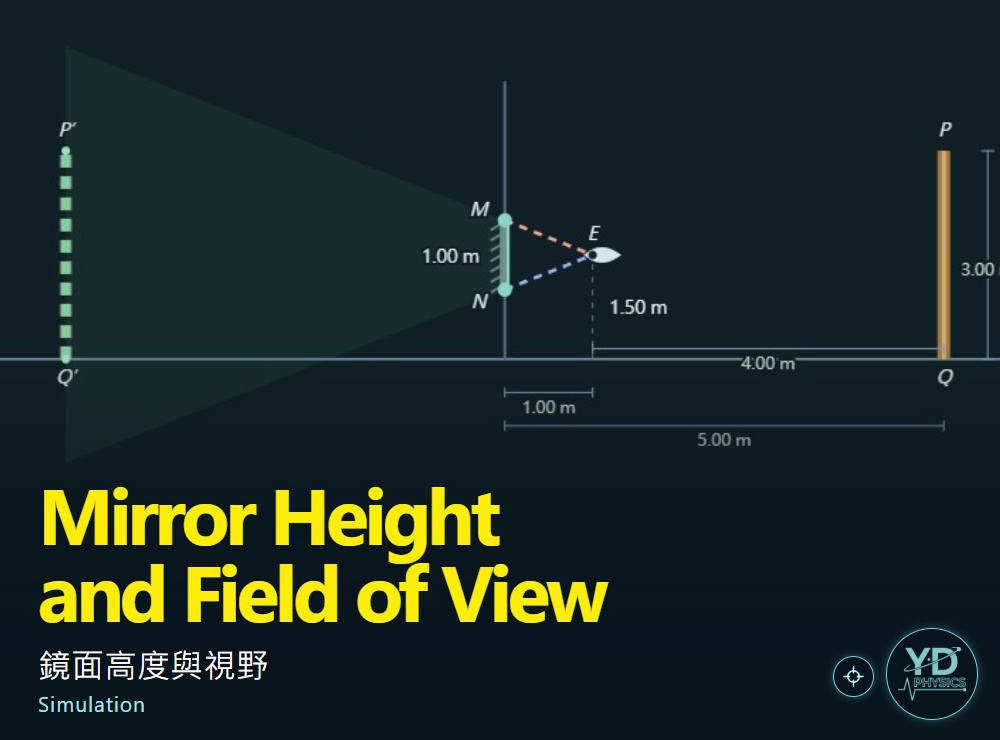 P′
P
M
E
1.00 m
N
1.50 m
3.00
4.00 m
Q′
Q
1.00 m
5.00 m
Mirror Height
and Field of View
鏡面高度與視野
Simulation
YD
PHYSICS